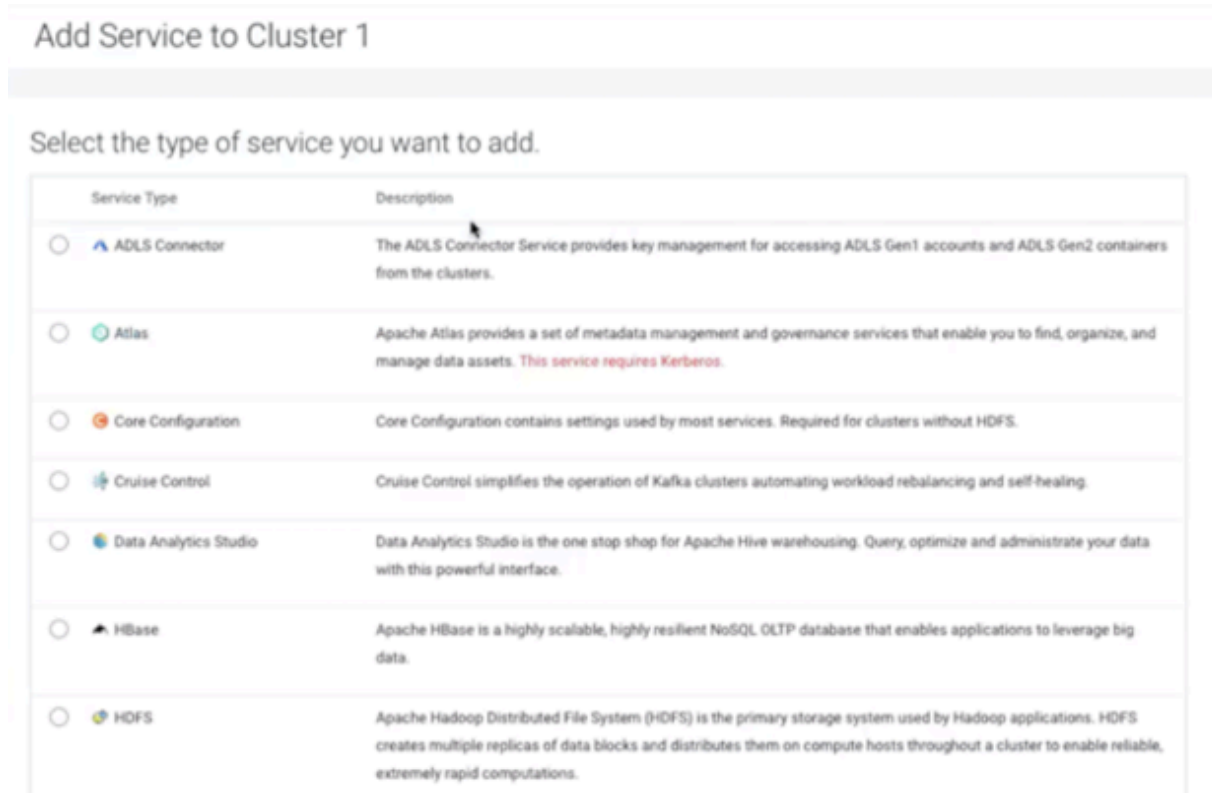 Add Service to Cluster 1
Select the type of service you want to add.
Service Type Description
ADLS Connector The ADLS Connector Service provides key management for accessing ADLS Gen1 accounts and ADLS Gen2 containers
from the clusters.
Atlas Apache Atlas provides a set of metadata management and governance services that enable you to find, organize, and
manage data assets. This service requires Kerberos.
Core Configuration Core Configuration contains settings used by most services. Required for clusters without HDFS.
Cruise Control Cruise Control simplifies the operation of Kafka clusters automating workload rebalancing and self-healing.
Data Analytics Studio Data Analytics Studio is the one stop shop for Apache Hive warehousing. Query, optimize and administrate your data
with this powerful interface.
HBase Apache HBase is a highly scalable, highly resilient NoSQL OLTP database that enables applications to leverage big
data.
HDFS Apache Hadoop Distributed File System (HDFS) is the primary storage system used by Hadoop applications. HDFS
creates multiple replicas of data blocks and distributes them on compute hosts throughout a cluster to enable reliable,
extremely rapid computations.